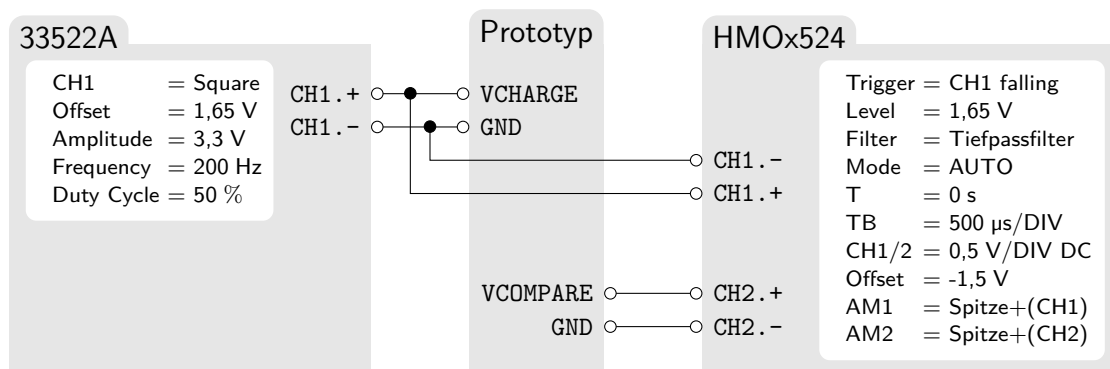 33522A
CH1 = Square
Offset = 1,65 V
Amplitude = 3,3 V
Frequency = 200 Hz
Duty Cycle = 50 %
CH1.+
CH1.-
Prototyp
VCHARGE
GND
VCOMPARE
GND
HMOx524
CH1.-
CH1.+
CH2.+
CH2.-
Trigger = CH1 falling
Level = 1,65 V
Filter = Tiefpassfilter
Mode = AUTO
T = 0 s
TB = 500 µs/DIV
CH1/2 = 0,5 V/DIV DC
Offset = -1,5 V
AM1 = Spitze+(CH1)
AM2 = Spitze+(CH2)